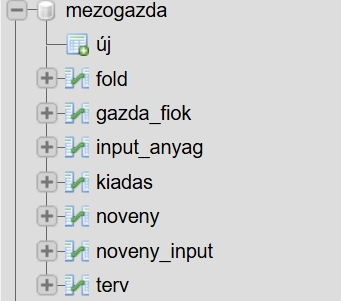 mezogazda
új
fold
gazda_fiok
input_anyag
kiadas
noveny
noveny_input
terv